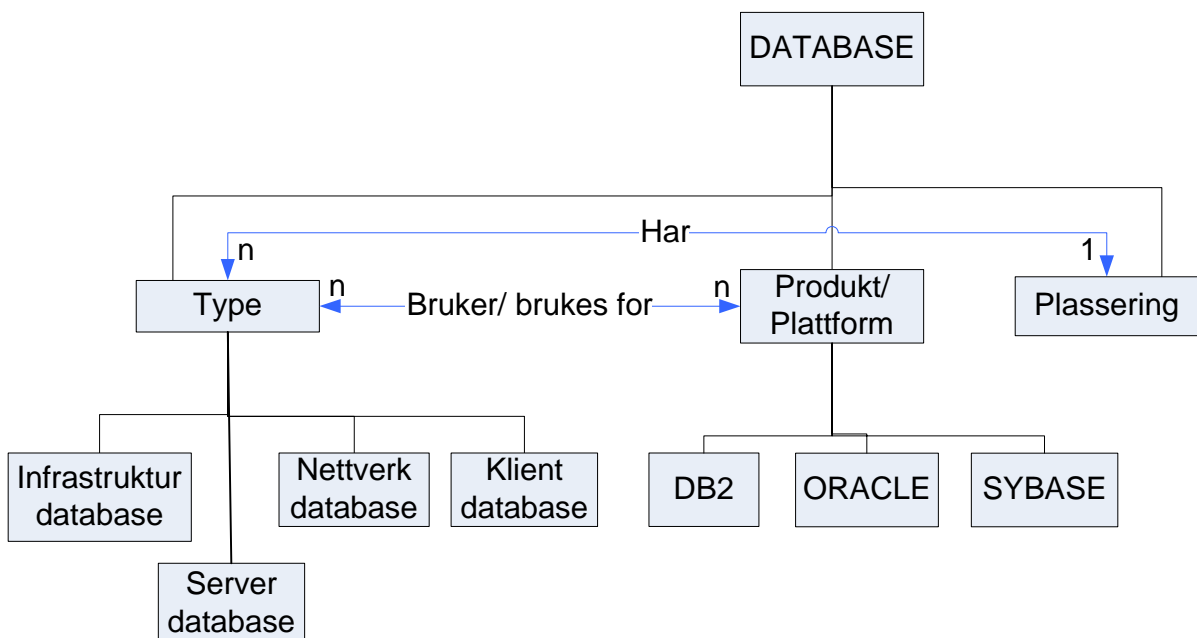 DATABASE
Har
n
1
Type
n
Bruker/ brukes for
n
Produkt/
Plattform
Plassering
Infrastruktur
database
Nettverk
database
Klient
database
DB2
ORACLE
SYBASE
Server
database